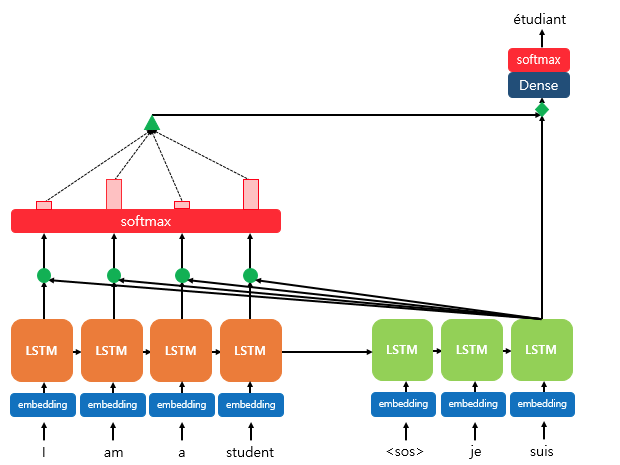 étudiant
softmax
Dense
softmax
LSTM LSTM LSTM LSTM LSTM LSTM LSTM
embedding embedding embedding embedding embedding embedding embedding
I am a student <sos> je suis